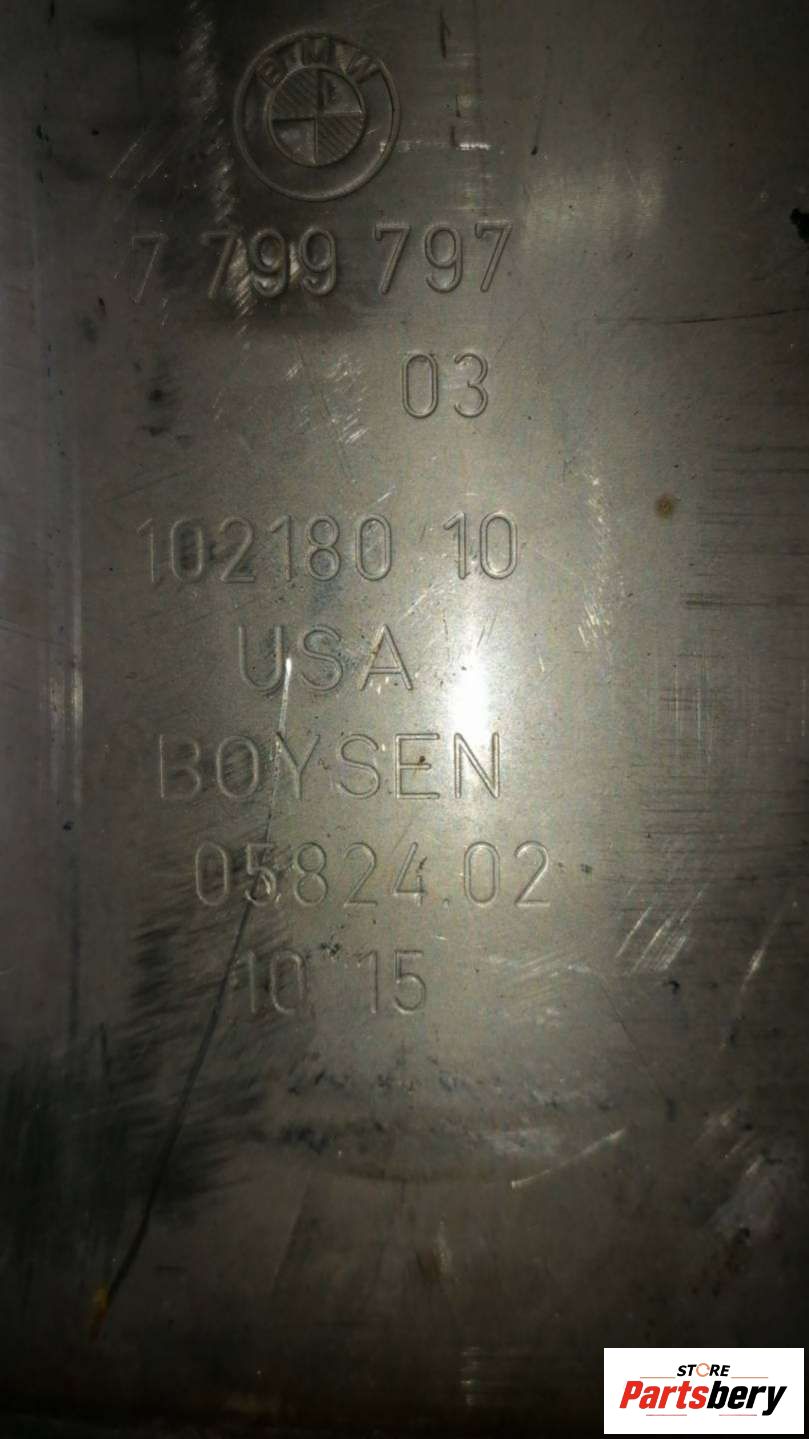 BMW
7 799 797
03
102180 10
USA
BOYSEN
05824.02
10 15
STORE
Partsbery